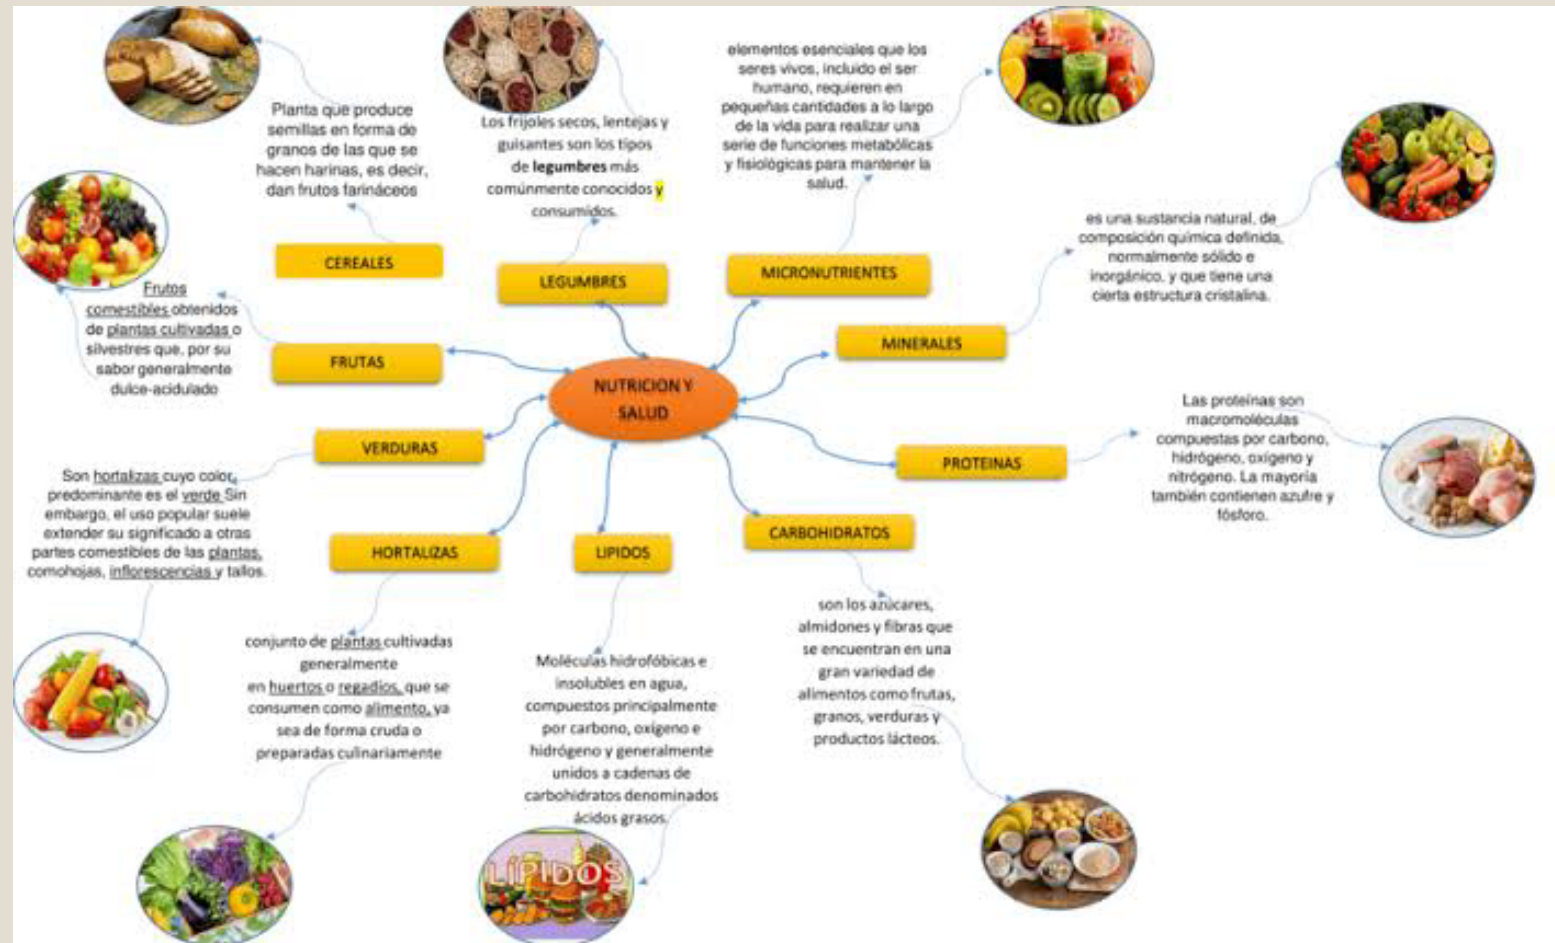 NUTRICION Y
SALUD
CEREALES
Planta que produce
semillas en forma de
granos de las que se
hacen harinas, es decir,
dan frutos farináceos
LEGUMBRES
Los frijoles secos, lentejas y
guisantes son los tipos
de legumbres más
comúnmente conocidos y
consumidos.
MICRONUTRIENTES
elementos esenciales que los
seres vivos, incluido el ser
humano, requieren en
pequeñas cantidades a lo largo
de la vida para realizar una
serie de funciones metabólicas
y fisiológicas para mantener la
salud.
MINERALES
es una sustancia natural, de
composición química definida,
normalmente sólido e
inorgánico, y que tiene una
cierta estructura cristalina.
FRUTAS
Frutos
comestibles obtenidos
de plantas cultivadas o
silvestres que, por su
sabor generalmente
dulce-acidulado
PROTEINAS
Las proteínas son
macromoléculas
compuestas por carbono,
hidrógeno, oxígeno y
nitrógeno. La mayoría
también contienen azufre y
fósforo.
VERDURAS
Son hortalizas cuyo color
predominante es el verde Sin
embargo, el uso popular suele
extender su significado a otras
partes comestibles de las plantas,
comohojas, inflorescencias y tallos.
HORTALIZAS
conjunto de plantas cultivadas
generalmente
en huertos o regadíos, que se
consumen como alimento, ya
sea de forma cruda o
preparadas culinariamente
LIPIDOS
Moléculas hidrofóbicas e
insolubles en agua,
compuestos principalmente
por carbono, oxígeno e
hidrógeno y generalmente
unidos a cadenas de
carbohidratos denominados
ácidos grasos.
LÍPIDOS
CARBOHIDRATOS
son los azúcares,
almidones y fibras que
se encuentran en una
gran variedad de
alimentos como frutas,
granos, verduras y
productos lácteos.